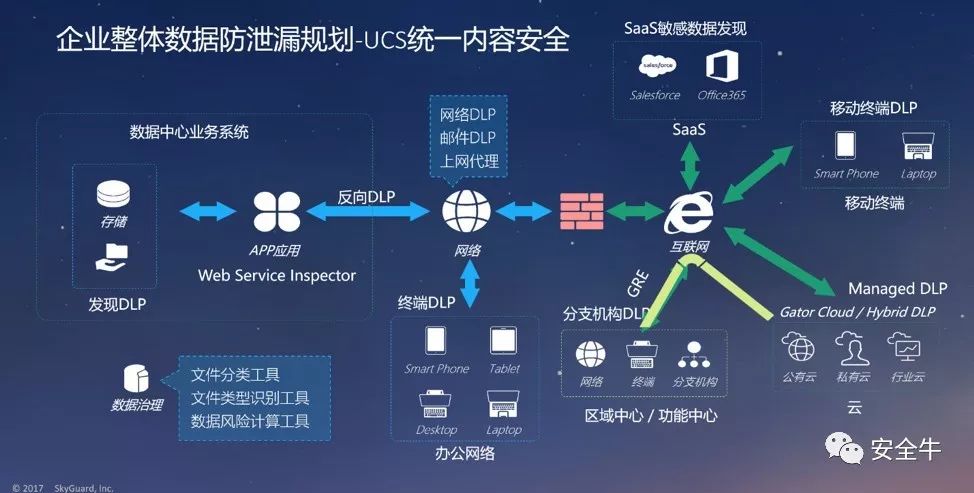 企业整体数据防泄漏规划-UCS统一内容安全
SaaS敏感数据发现
salesforce
Salesforce
Office365
SaaS
数据中心业务系统
网络DLP
邮件DLP
上网代理
移动终端DLP
Smart Phone
Laptop
移动终端
存储
反向DLP
APP应用
网络
互联网
Web Service Inspector
发现DLP
终端DLP
GRE
分支机构DLP
Managed DLP
Gator Cloud / Hybrid DLP
Smart Phone
Tablet
Desktop
Laptop
办公网络
网络
终端
分支机构
区域中心 / 功能中心
公有云
私有云
行业云
云
数据治理
文件分类工具
文件类型识别工具
数据风险计算工具
安全牛
© 2017 SkyGuard, Inc.